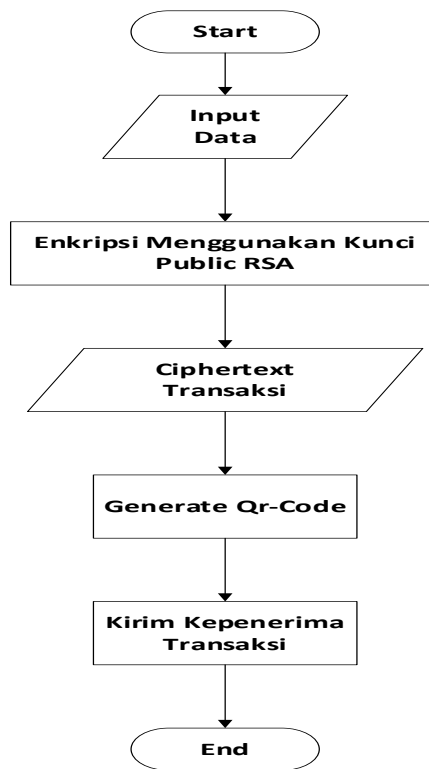 Start
Input
Data
Enkripsi Menggunakan Kunci
Public RSA
Ciphertext
Transaksi
Generate Qr-Code
Kirim Kepenerima
Transaksi
End